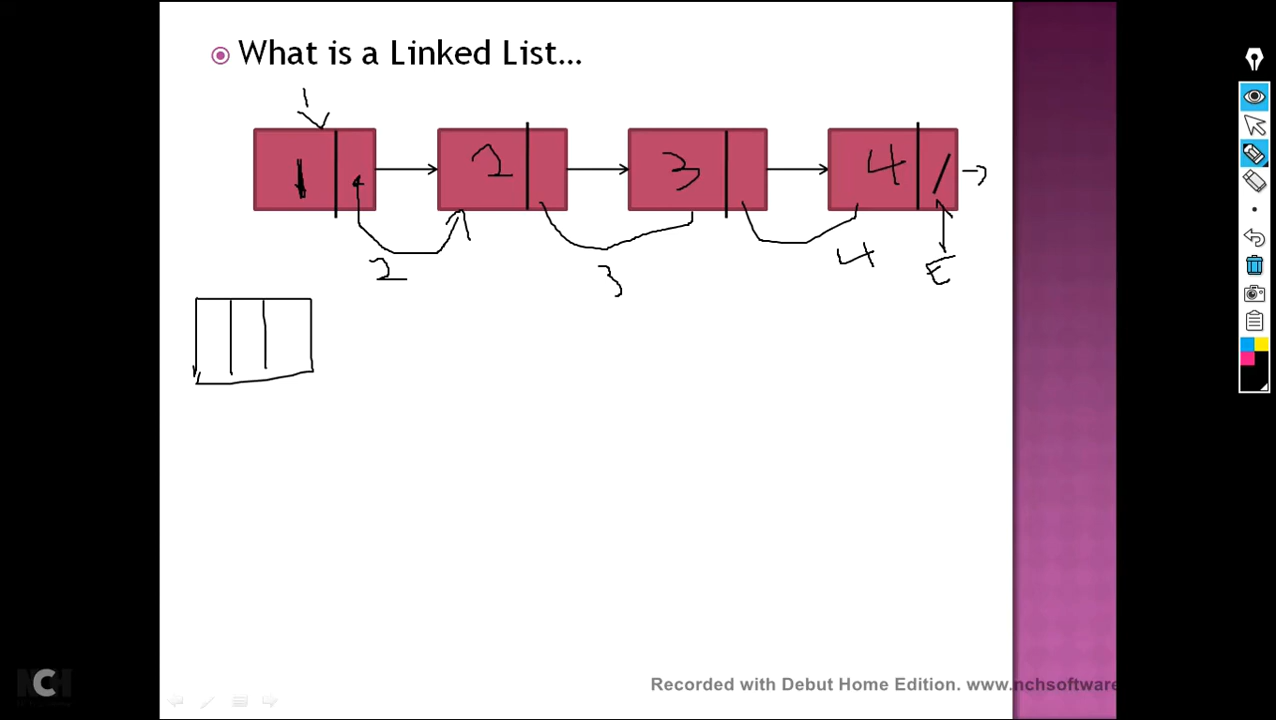 What is a Linked List...
1
1 2 3 4 /
2 3 4 E
Recorded with Debut Home Edition. www.nchsoftware
NCH